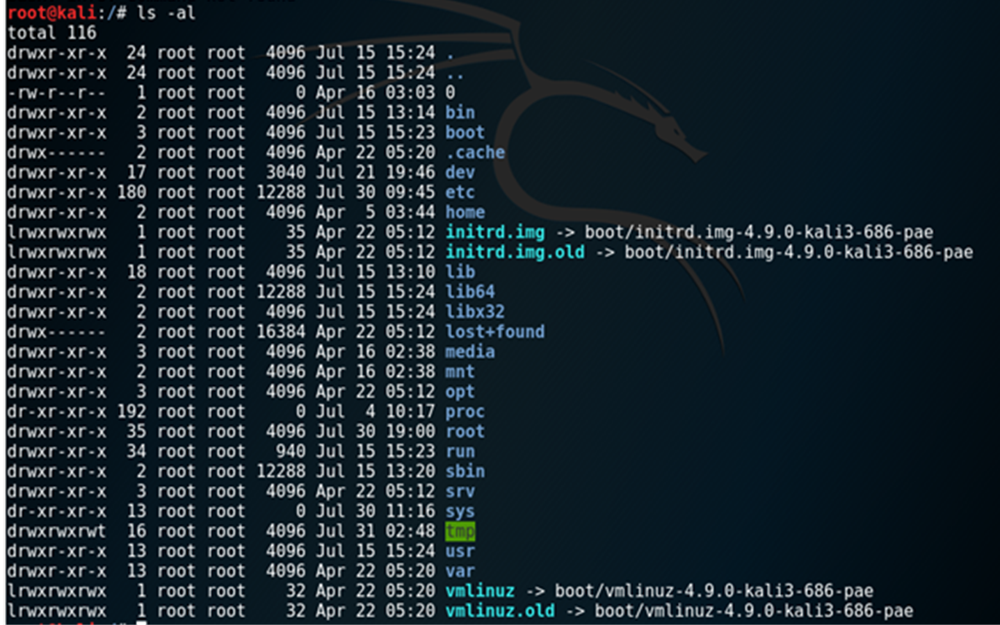 root@kali:/# ls -al
total 116
drwxr-xr-x  24 root root  4096 Jul 15 15:24 .
drwxr-xr-x  24 root root  4096 Jul 15 15:24 ..
-rw-r--r--   1 root root     0 Apr 16 03:03 0
drwxr-xr-x   2 root root  4096 Jul 15 13:14 bin
drwxr-xr-x   3 root root  4096 Jul 15 15:23 boot
drwx------   2 root root  4096 Apr 22 05:20 .cache
drwxr-xr-x  17 root root  3040 Jul 21 19:46 dev
drwxr-xr-x 180 root root 12288 Jul 30 09:45 etc
drwxr-xr-x   2 root root  4096 Apr  5 03:44 home
lrwxrwxrwx   1 root root    35 Apr 22 05:12 initrd.img -> boot/initrd.img-4.9.0-kali3-686-pae
lrwxrwxrwx   1 root root    35 Apr 22 05:12 initrd.img.old -> boot/initrd.img-4.9.0-kali3-686-pae
drwxr-xr-x  18 root root  4096 Jul 15 13:10 lib
drwxr-xr-x   2 root root 12288 Jul 15 15:24 lib64
drwxr-xr-x   2 root root  4096 Jul 15 15:24 libx32
drwx------   2 root root 16384 Apr 22 05:12 lost+found
drwxr-xr-x   3 root root  4096 Apr 16 02:38 media
drwxr-xr-x   2 root root  4096 Apr 16 02:38 mnt
drwxr-xr-x   3 root root  4096 Apr 22 05:12 opt
dr-xr-xr-x 192 root root     0 Jul  4 10:17 proc
drwxr-xr-x  35 root root  4096 Jul 30 19:00 root
drwxr-xr-x  34 root root   940 Jul 15 15:23 run
drwxr-xr-x   2 root root 12288 Jul 15 13:20 sbin
drwxr-xr-x   3 root root  4096 Apr 22 05:12 srv
dr-xr-xr-x  13 root root     0 Jul 30 11:16 sys
drwxrwxrwt  16 root root  4096 Jul 31 02:48 tmp
drwxr-xr-x  13 root root  4096 Jul 15 15:24 usr
drwxr-xr-x  13 root root  4096 Apr 22 05:20 var
lrwxrwxrwx   1 root root    32 Apr 22 05:20 vmlinuz -> boot/vmlinuz-4.9.0-kali3-686-pae
lrwxrwxrwx   1 root root    32 Apr 22 05:20 vmlinuz.old -> boot/vmlinuz-4.9.0-kali3-686-pae